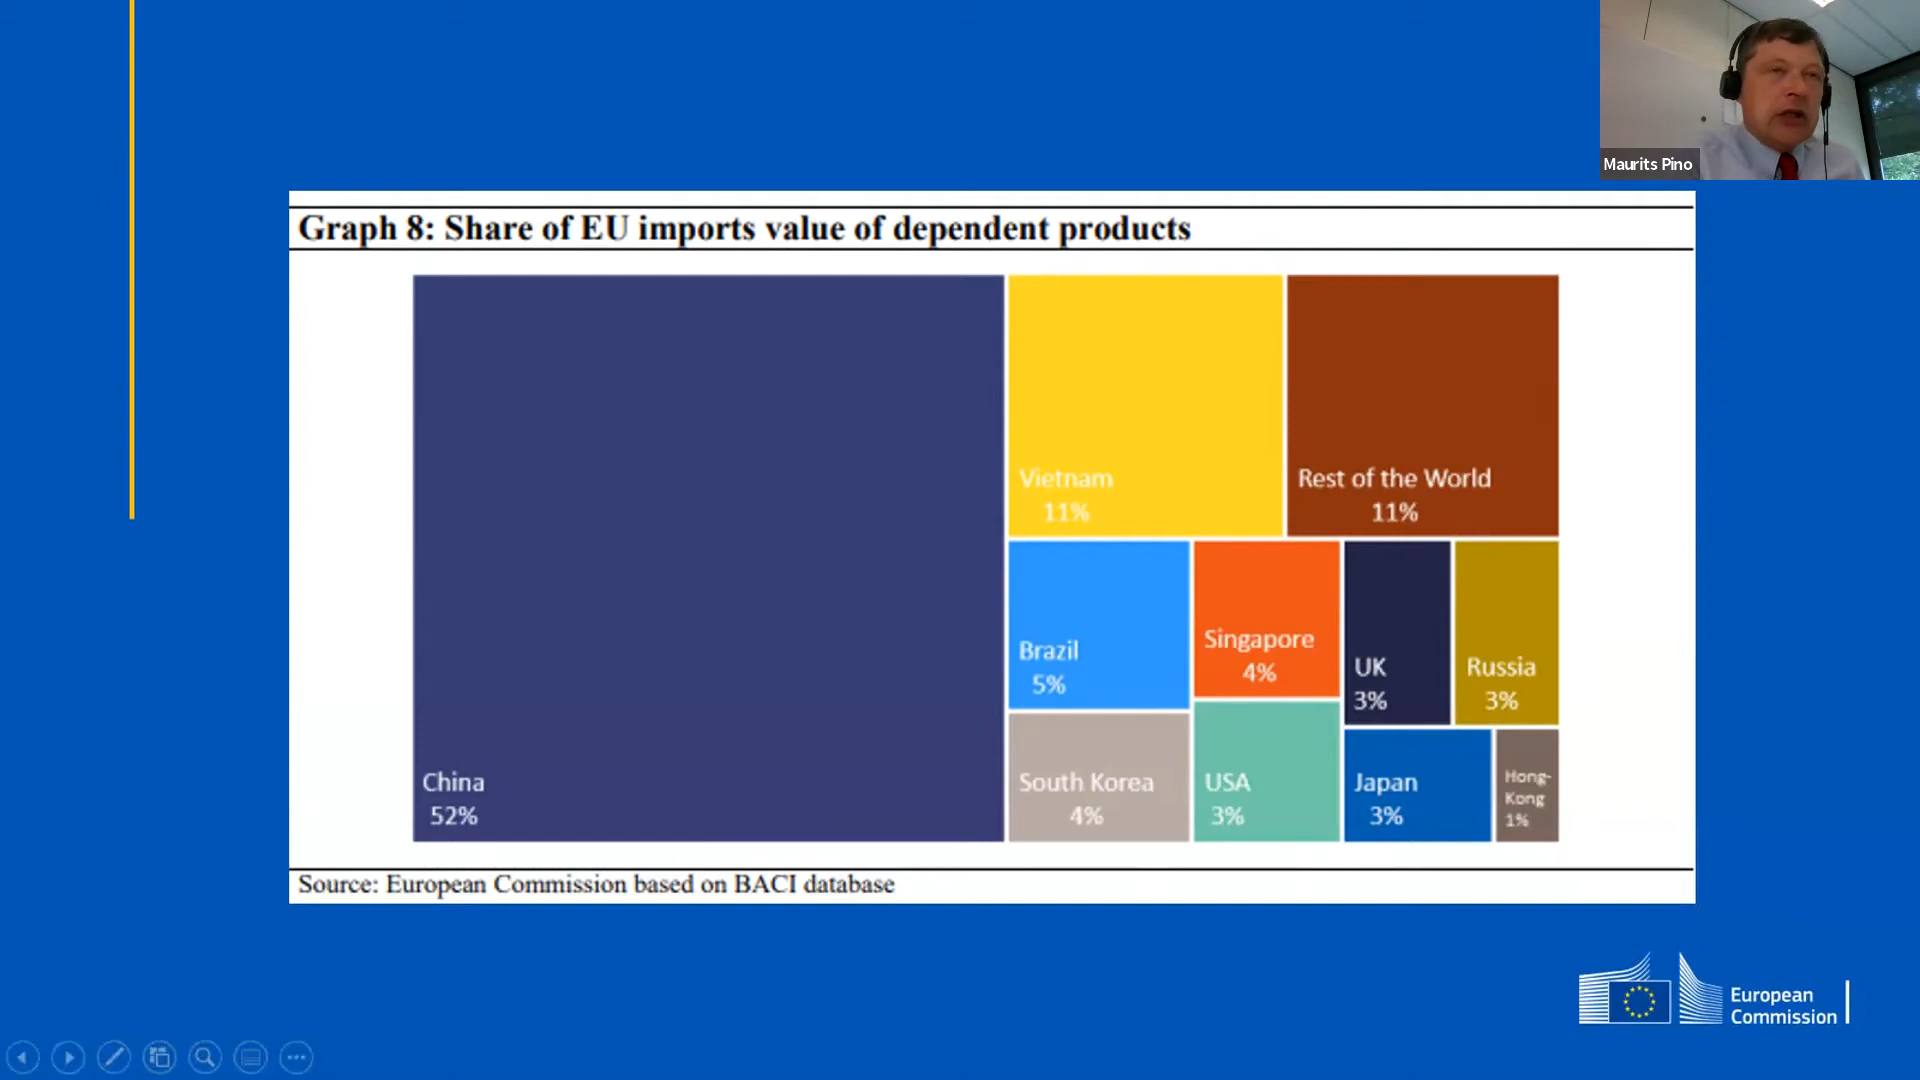 Maurits Pino
Graph 8: Share of EU imports value of dependent products
Vietnam
11%
Rest of the World
11%
Brazil
5%
Singapore
4%
UK
3%
Russia
3%
China
52%
South Korea
4%
USA
3%
Japan
3%
Hong-
Kong
1%
Source: European Commission based on BACI database
European
Commission